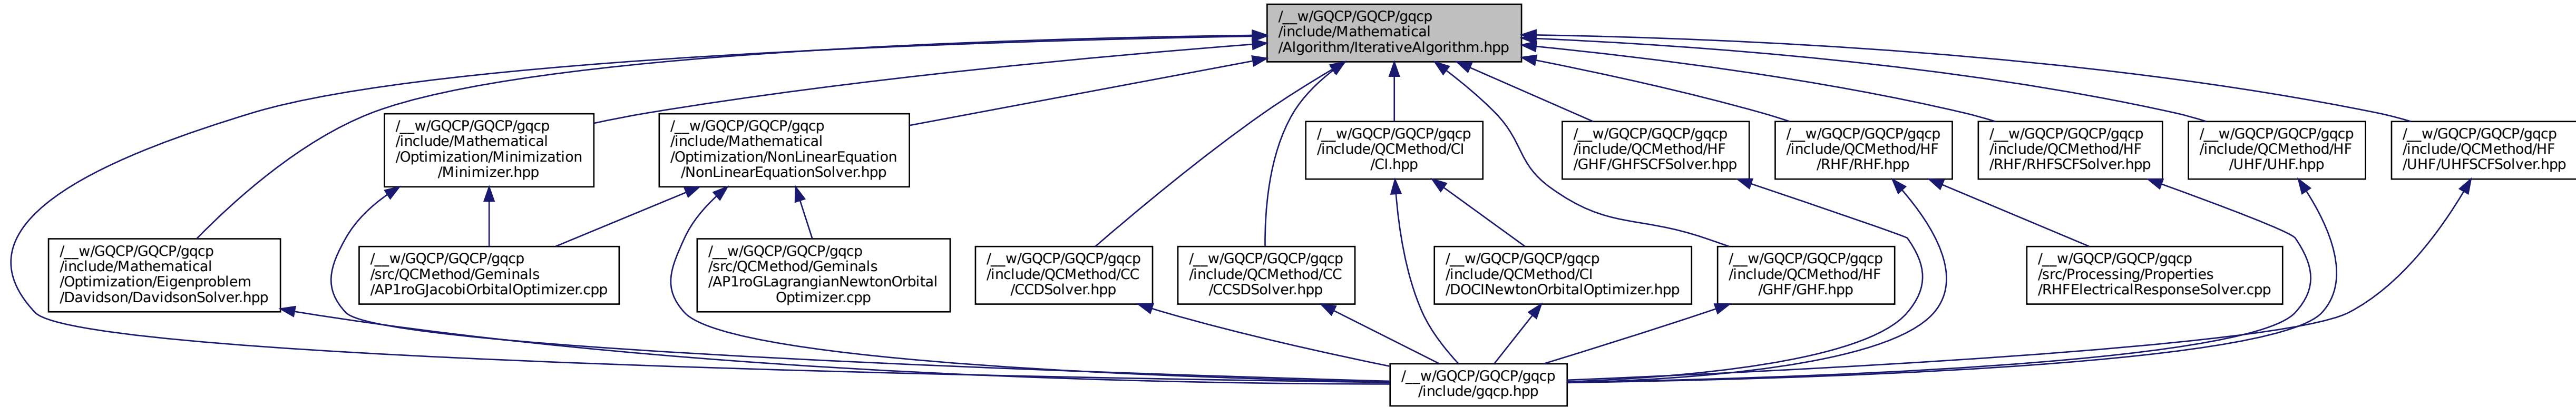 /__w/GQCP/GQCP/gqcp
/include/Mathematical
/Algorithm/IterativeAlgorithm.hpp
/__w/GQCP/GQCP/gqcp
/include/Mathematical
/Optimization/Minimization
/Minimizer.hpp
/__w/GQCP/GQCP/gqcp
/include/Mathematical
/Optimization/NonLinearEquation
/NonLinearEquationSolver.hpp
/__w/GQCP/GQCP/gqcp
/include/QCMethod/CI
/CI.hpp
/__w/GQCP/GQCP/gqcp
/include/QCMethod/HF
/GHF/GHFSCFSolver.hpp
/__w/GQCP/GQCP/gqcp
/include/QCMethod/HF
/RHF/RHF.hpp
/__w/GQCP/GQCP/gqcp
/include/QCMethod/HF
/RHF/RHFSCFSolver.hpp
/__w/GQCP/GQCP/gqcp
/include/QCMethod/HF
/UHF/UHF.hpp
/__w/GQCP/GQCP/gqcp
/include/QCMethod/HF
/UHF/UHFSCFSolver.hpp
/__w/GQCP/GQCP/gqcp
/include/Mathematical
/Optimization/Eigenproblem
/Davidson/DavidsonSolver.hpp
/__w/GQCP/GQCP/gqcp
/src/QCMethod/Geminals
/AP1roGJacobiOrbitalOptimizer.cpp
/__w/GQCP/GQCP/gqcp
/src/QCMethod/Geminals
/AP1roGLagrangianNewtonOrbital
Optimizer.cpp
/__w/GQCP/GQCP/gqcp
/include/QCMethod/CC
/CCDSolver.hpp
/__w/GQCP/GQCP/gqcp
/include/QCMethod/CC
/CCSDSolver.hpp
/__w/GQCP/GQCP/gqcp
/include/QCMethod/CI
/DOCINewtonOrbitalOptimizer.hpp
/__w/GQCP/GQCP/gqcp
/include/QCMethod/HF
/GHF/GHF.hpp
/__w/GQCP/GQCP/gqcp
/src/Processing/Properties
/RHFElectricalResponseSolver.cpp
/__w/GQCP/GQCP/gqcp
/include/gqcp.hpp